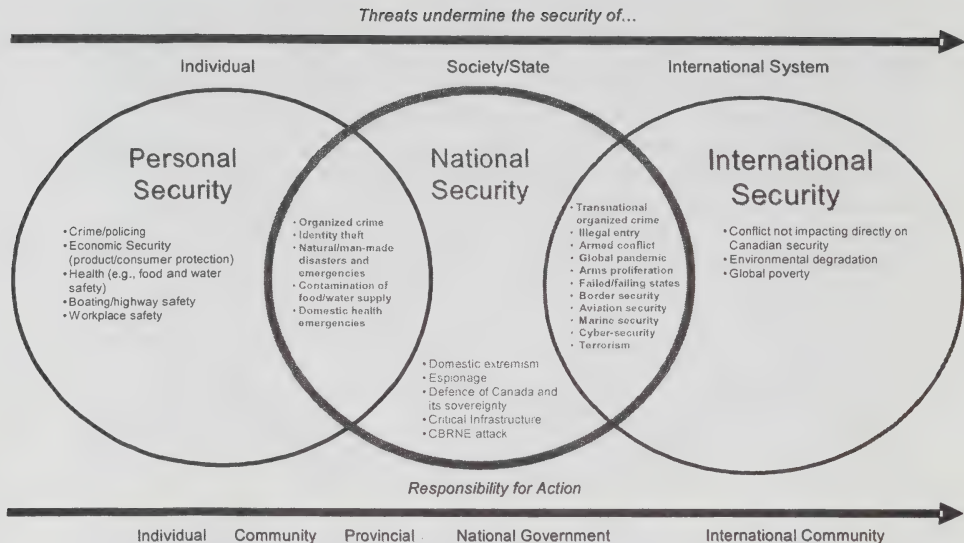 Threats undermine the security of...
Individual
Society/State
International System
Personal
Security
• Crime/policing
• Economic Security
(product/consumer protection)
• Health (e.g., food and water
safety)
• Boating/highway safety
• Workplace safety
• Organized crime
• Identity theft
• Natural/man-made
disasters and
emergencies
• Contamination of
food/water supply
• Domestic health
emergencies
National
Security
• Domestic extremism
• Espionage
• Defence of Canada and
its sovereignty
• Critical Infrastructure
• CBRNE attack
• Transnational
organized crime
• Illegal entry
• Armed conflict
• Global pandemic
• Arms proliferation
• Failed/failing states
• Border security
• Aviation security
• Marine security
• Cyber-security
• Terrorism
International
Security
• Conflict not impacting directly on
Canadian security
• Environmental degradation
• Global poverty
Responsibility for Action
Individual
Community
Provincial
National Government
International Community